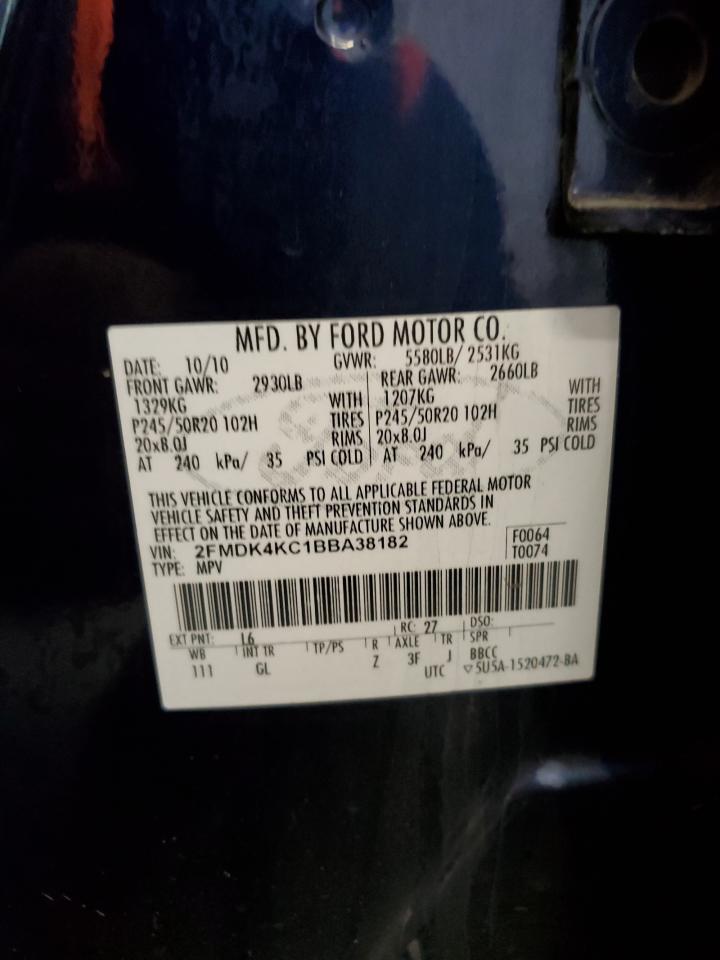 MFD. BY FORD MOTOR CO.
DATE: 10/10 GVWR: 5580LB/ 2531KG
FRONT GAWR: 2930LB REAR GAWR: 2660LB
1329KG WITH 1207KG WITH
P245/50R20 102H TIRES P245/50R20 102H TIRES
20x8.0J RIMS 20x8.0J RIMS
AT 240 kPa/ 35 PSI COLD AT 240 kPa/ 35 PSI COLD
THIS VEHICLE CONFORMS TO ALL APPLICABLE FEDERAL MOTOR
VEHICLE SAFETY AND THEFT PREVENTION STANDARDS IN
EFFECT ON THE DATE OF MANUFACTURE SHOWN ABOVE.
VIN: 2FMDK4KC1BBA38182 F0064
TYPE: MPV T0074
EXT PNT: L6 RC: 27 DSO:
WB INT TR TP/PS R AXLE TR SPR
111 GL Z 3F J BBCC
UTC ▽5U5A-1520472-BA